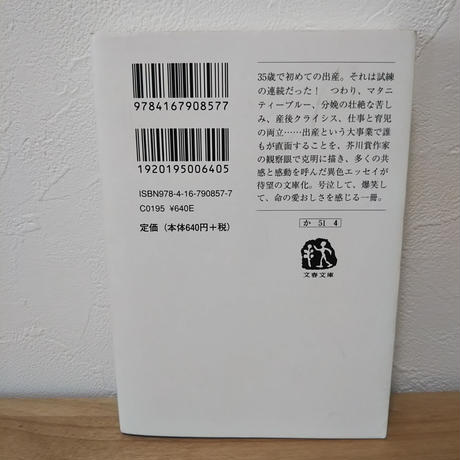 9784167908577
1920195006405
ISBN978-4-16-790857-7
C0195 ¥640E
定価（本体640円＋税）
35歳で初めての出産。それは試練
の連続だった！　つわり、マタニ
ティーブルー、分娩の壮絶な苦し
み、産後クライシス、仕事と育児
の両立……出産という大事業で誰
もが直面することを、芥川賞作家
の観察眼で克明に描き、多くの共
感と感動を呼んだ異色エッセイが
待望の文庫化。号泣して、爆笑し
て、命の愛おしさを感じる一冊。
か 51 4
文春文庫